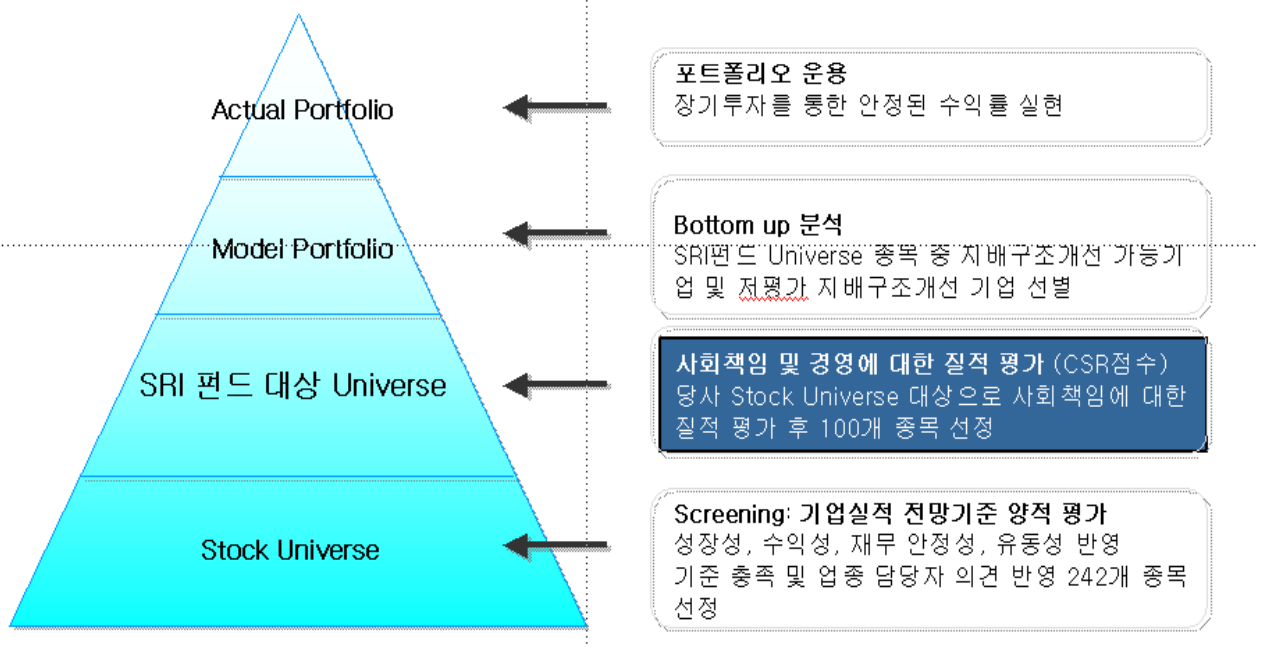 Actual Portfolio
포트폴리오 운용
장기투자를 통한 안정된 수익률 실현
Model Portfolio
Bottom up 분석
SRI펀드 Universe 종목 중 지배구조개선 가능기
업 및 저평가 지배구조개선 기업 선별
SRI 펀드 대상 Universe
사회책임 및 경영에 대한 질적 평가 (CSR점수)
당사 Stock Universe 대상으로 사회책임에 대한
질적 평가 후 100개 종목 선정
Stock Universe
Screening: 기업실적 전망기준 양적 평가
성장성, 수익성, 재무 안정성, 유동성 반영
기준 충족 및 업종 담당자 의견 반영 242개 종목
선정